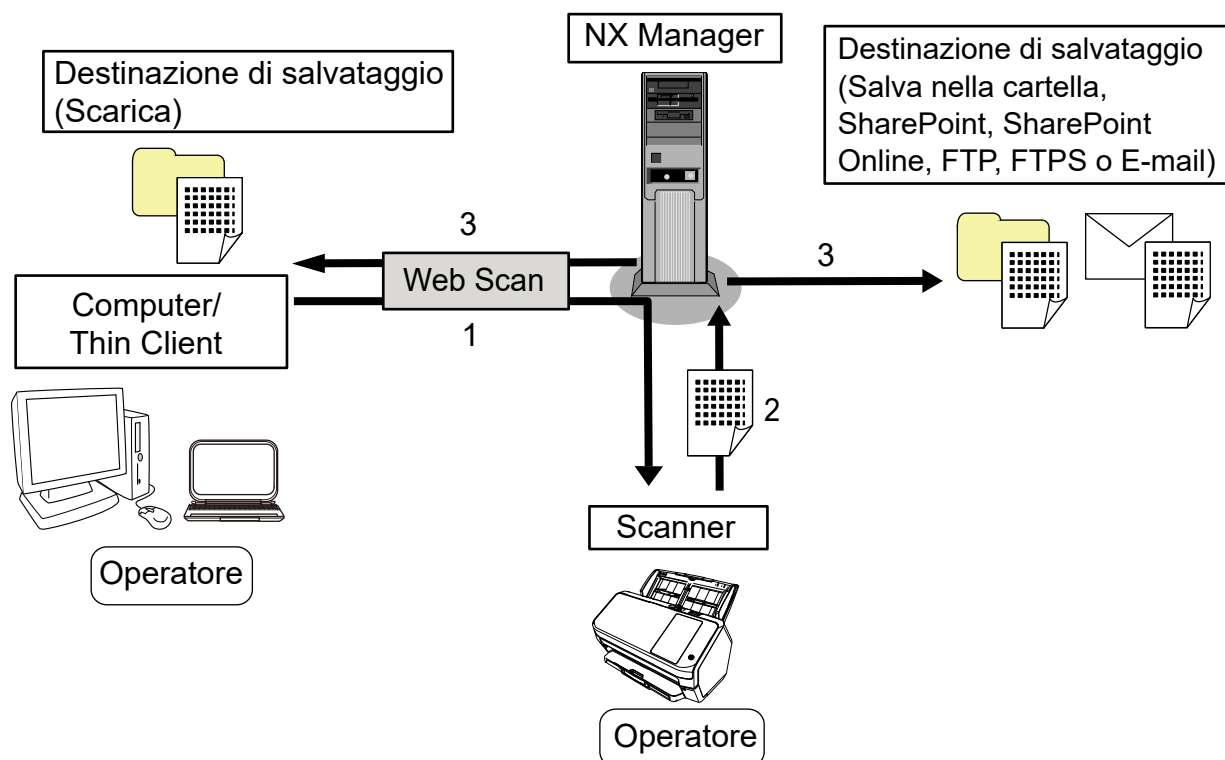 NX Manager
Destinazione di salvataggio
(Scarica)
Destinazione di salvataggio
(Salva nella cartella,
SharePoint, SharePoint
Online, FTP, FTPS o E-mail)
3
Web Scan
1
3
Computer/
Thin Client
2
Scanner
Operatore
Operatore